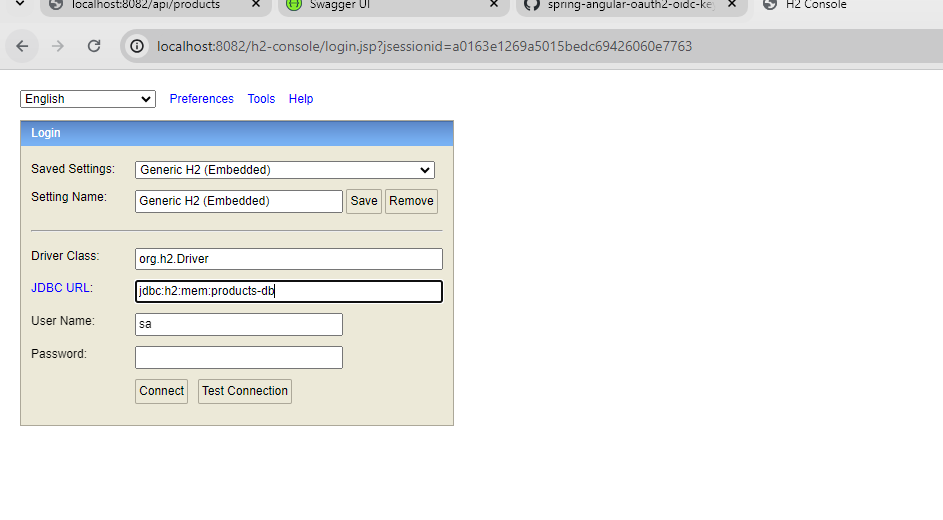 localhost:8082/api/products
Swagger UI
spring-angular-oauth2-oidc-key
H2 Console
localhost:8082/h2-console/login.jsp?jsessionid=a0163e1269a5015bedc69426060e7763
English Preferences Tools Help
Login
Saved Settings: Generic H2 (Embedded)
Setting Name: Generic H2 (Embedded) Save Remove
Driver Class: org.h2.Driver
JDBC URL: jdbc:h2:mem:products-db
User Name: sa
Password:
Connect Test Connection